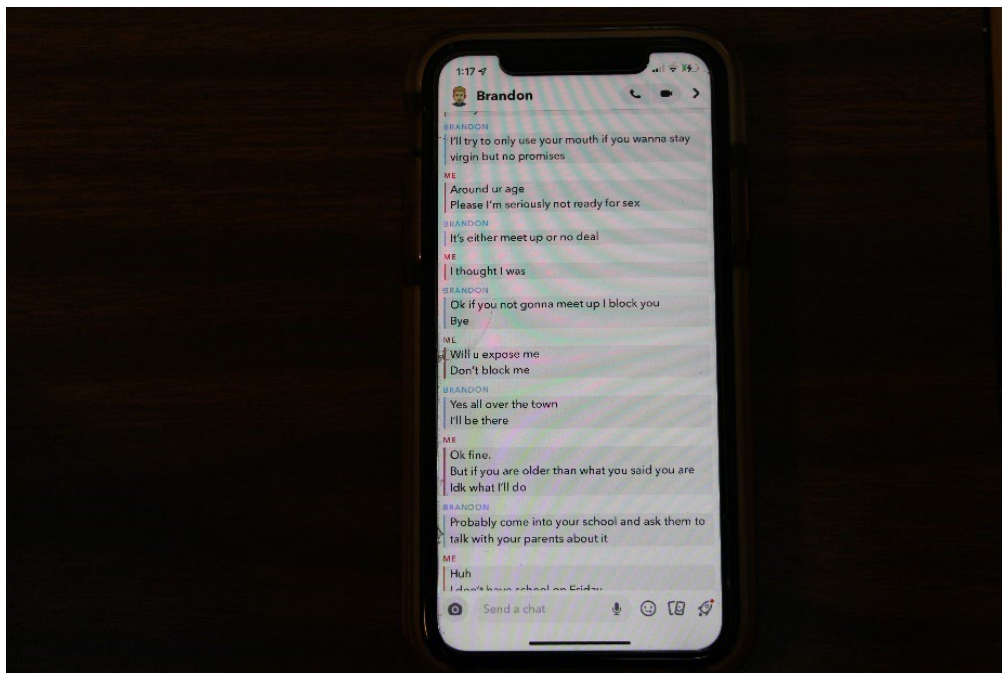 1:17
Brandon
BRANDON
I'll try to only use your mouth if you wanna stay
virgin but no promises
ME
Around ur age
Please I'm seriously not ready for sex
BRANDON
It's either meet up or no deal
ME
I thought I was
BRANDON
Ok if you not gonna meet up I block you
Bye
ME
Will u expose me
Don't block me
BRANDON
Yes all over the town
I'll be there
ME
Ok fine.
But if you are older than what you said you are
Idk what I'll do
BRANDON
Probably come into your school and ask them to
talk with your parents about it
ME
Huh
I don't have school on Friday
Send a chat